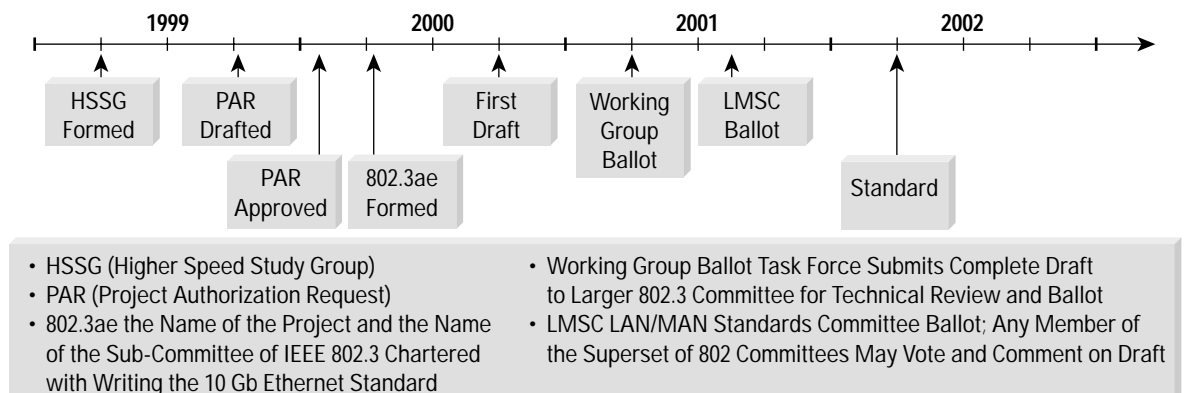 1999 2000 2001 2002
HSSG
Formed
PAR
Drafted
First
Draft
Working
Group
Ballot
LMSC
Ballot
PAR
Approved
802.3ae
Formed
Standard
• HSSG (Higher Speed Study Group)
• PAR (Project Authorization Request)
• 802.3ae the Name of the Project and the Name
of the Sub-Committee of IEEE 802.3 Chartered
with Writing the 10 Gb Ethernet Standard
• Working Group Ballot Task Force Submits Complete Draft
to Larger 802.3 Committee for Technical Review and Ballot
• LMSC LAN/MAN Standards Committee Ballot; Any Member of
the Superset of 802 Committees May Vote and Comment on Draft